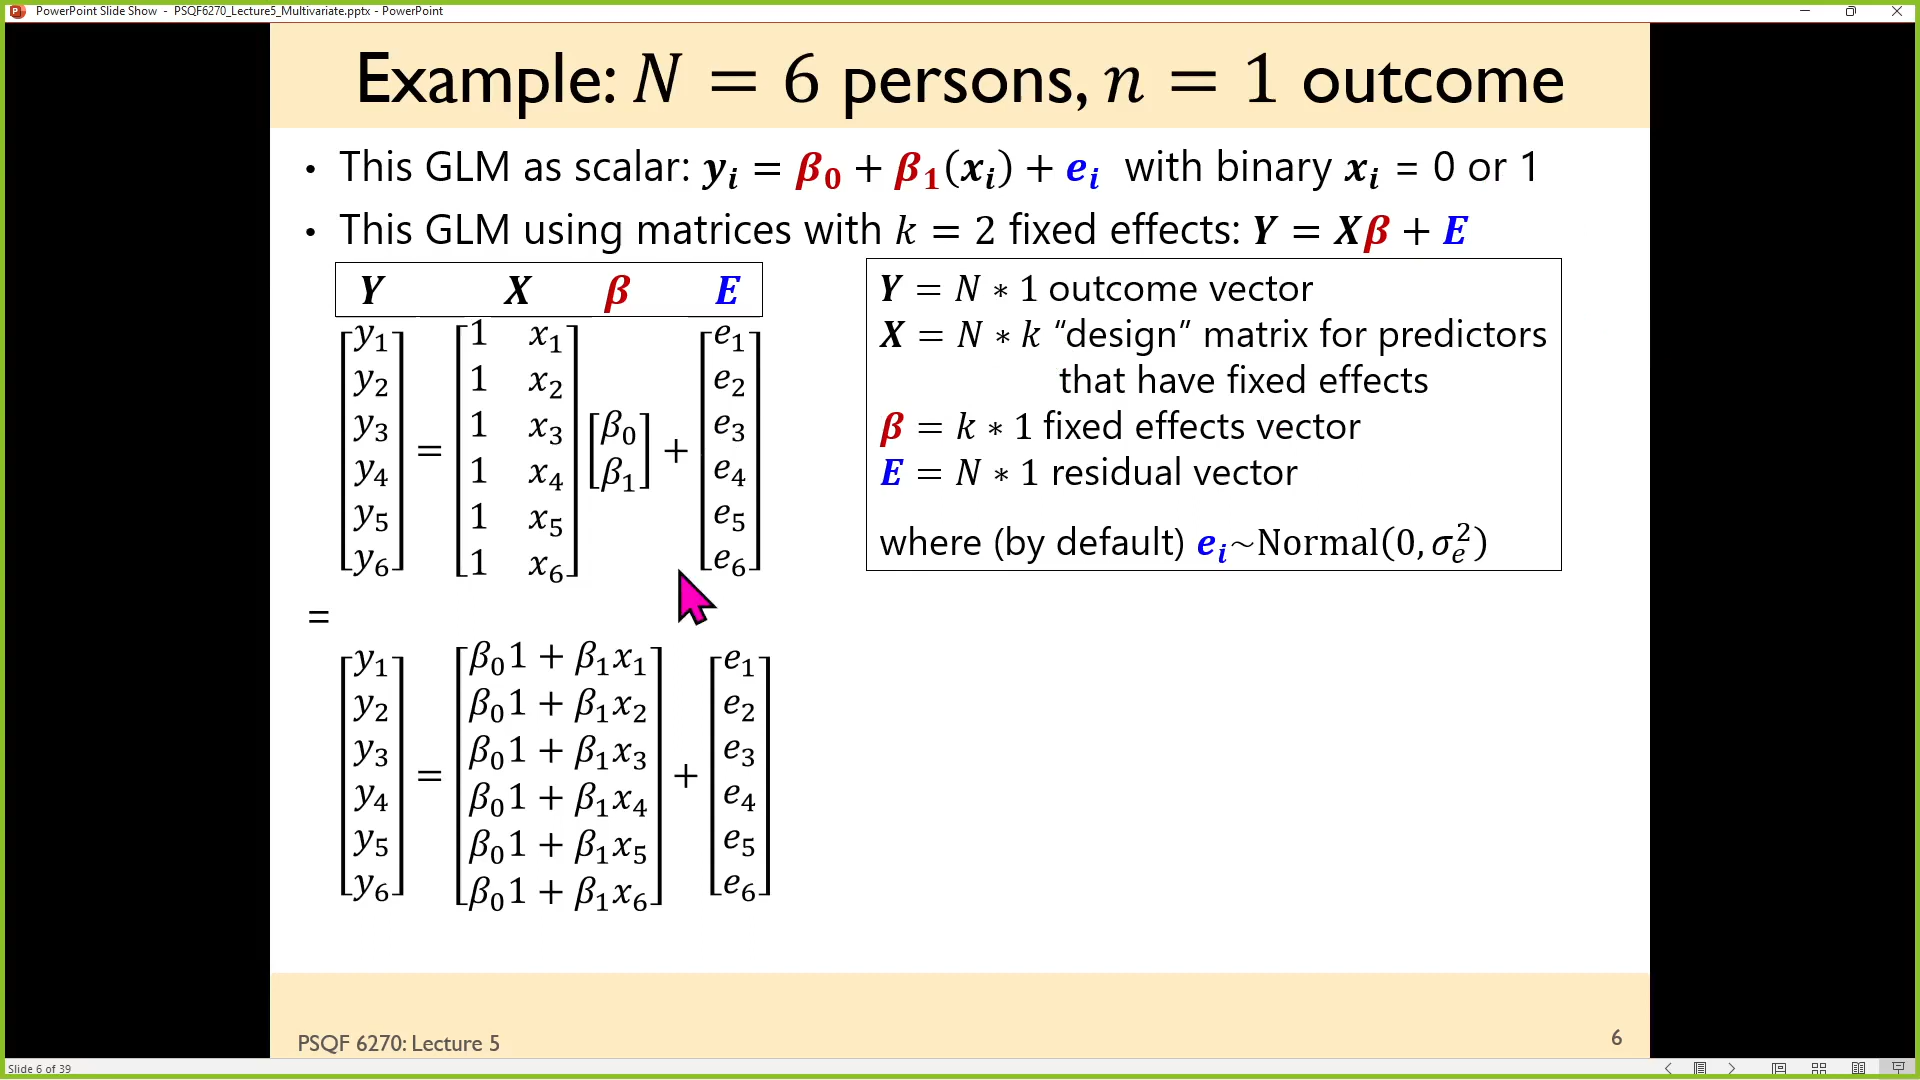 PowerPoint Slide Show - PSQF6270_Lecture5_Multivariate.pptx - PowerPoint
Example: N = 6 persons, n = 1 outcome
• This GLM as scalar: yᵢ = β₀ + β₁(xᵢ) + eᵢ with binary xᵢ = 0 or 1
• This GLM using matrices with k = 2 fixed effects: Y = Xβ + E
Y X β E
[y₁ y₂ y₃ y₄ y₅ y₆] = [1 x₁ 1 x₂ 1 x₃ 1 x₄ 1 x₅ 1 x₆] [β₀ β₁] + [e₁ e₂ e₃ e₄ e₅ e₆]
=
[y₁ y₂ y₃ y₄ y₅ y₆] = [β₀1 + β₁x₁ β₀1 + β₁x₂ β₀1 + β₁x₃ β₀1 + β₁x₄ β₀1 + β₁x₅ β₀1 + β₁x₆] + [e₁ e₂ e₃ e₄ e₅ e₆]
Y = N ∗ 1 outcome vector
X = N ∗ k “design” matrix for predictors
that have fixed effects
β = k ∗ 1 fixed effects vector
E = N ∗ 1 residual vector
where (by default) eᵢ~Normal(0, σₑ²)
PSQF 6270: Lecture 5
6
Slide 6 of 39